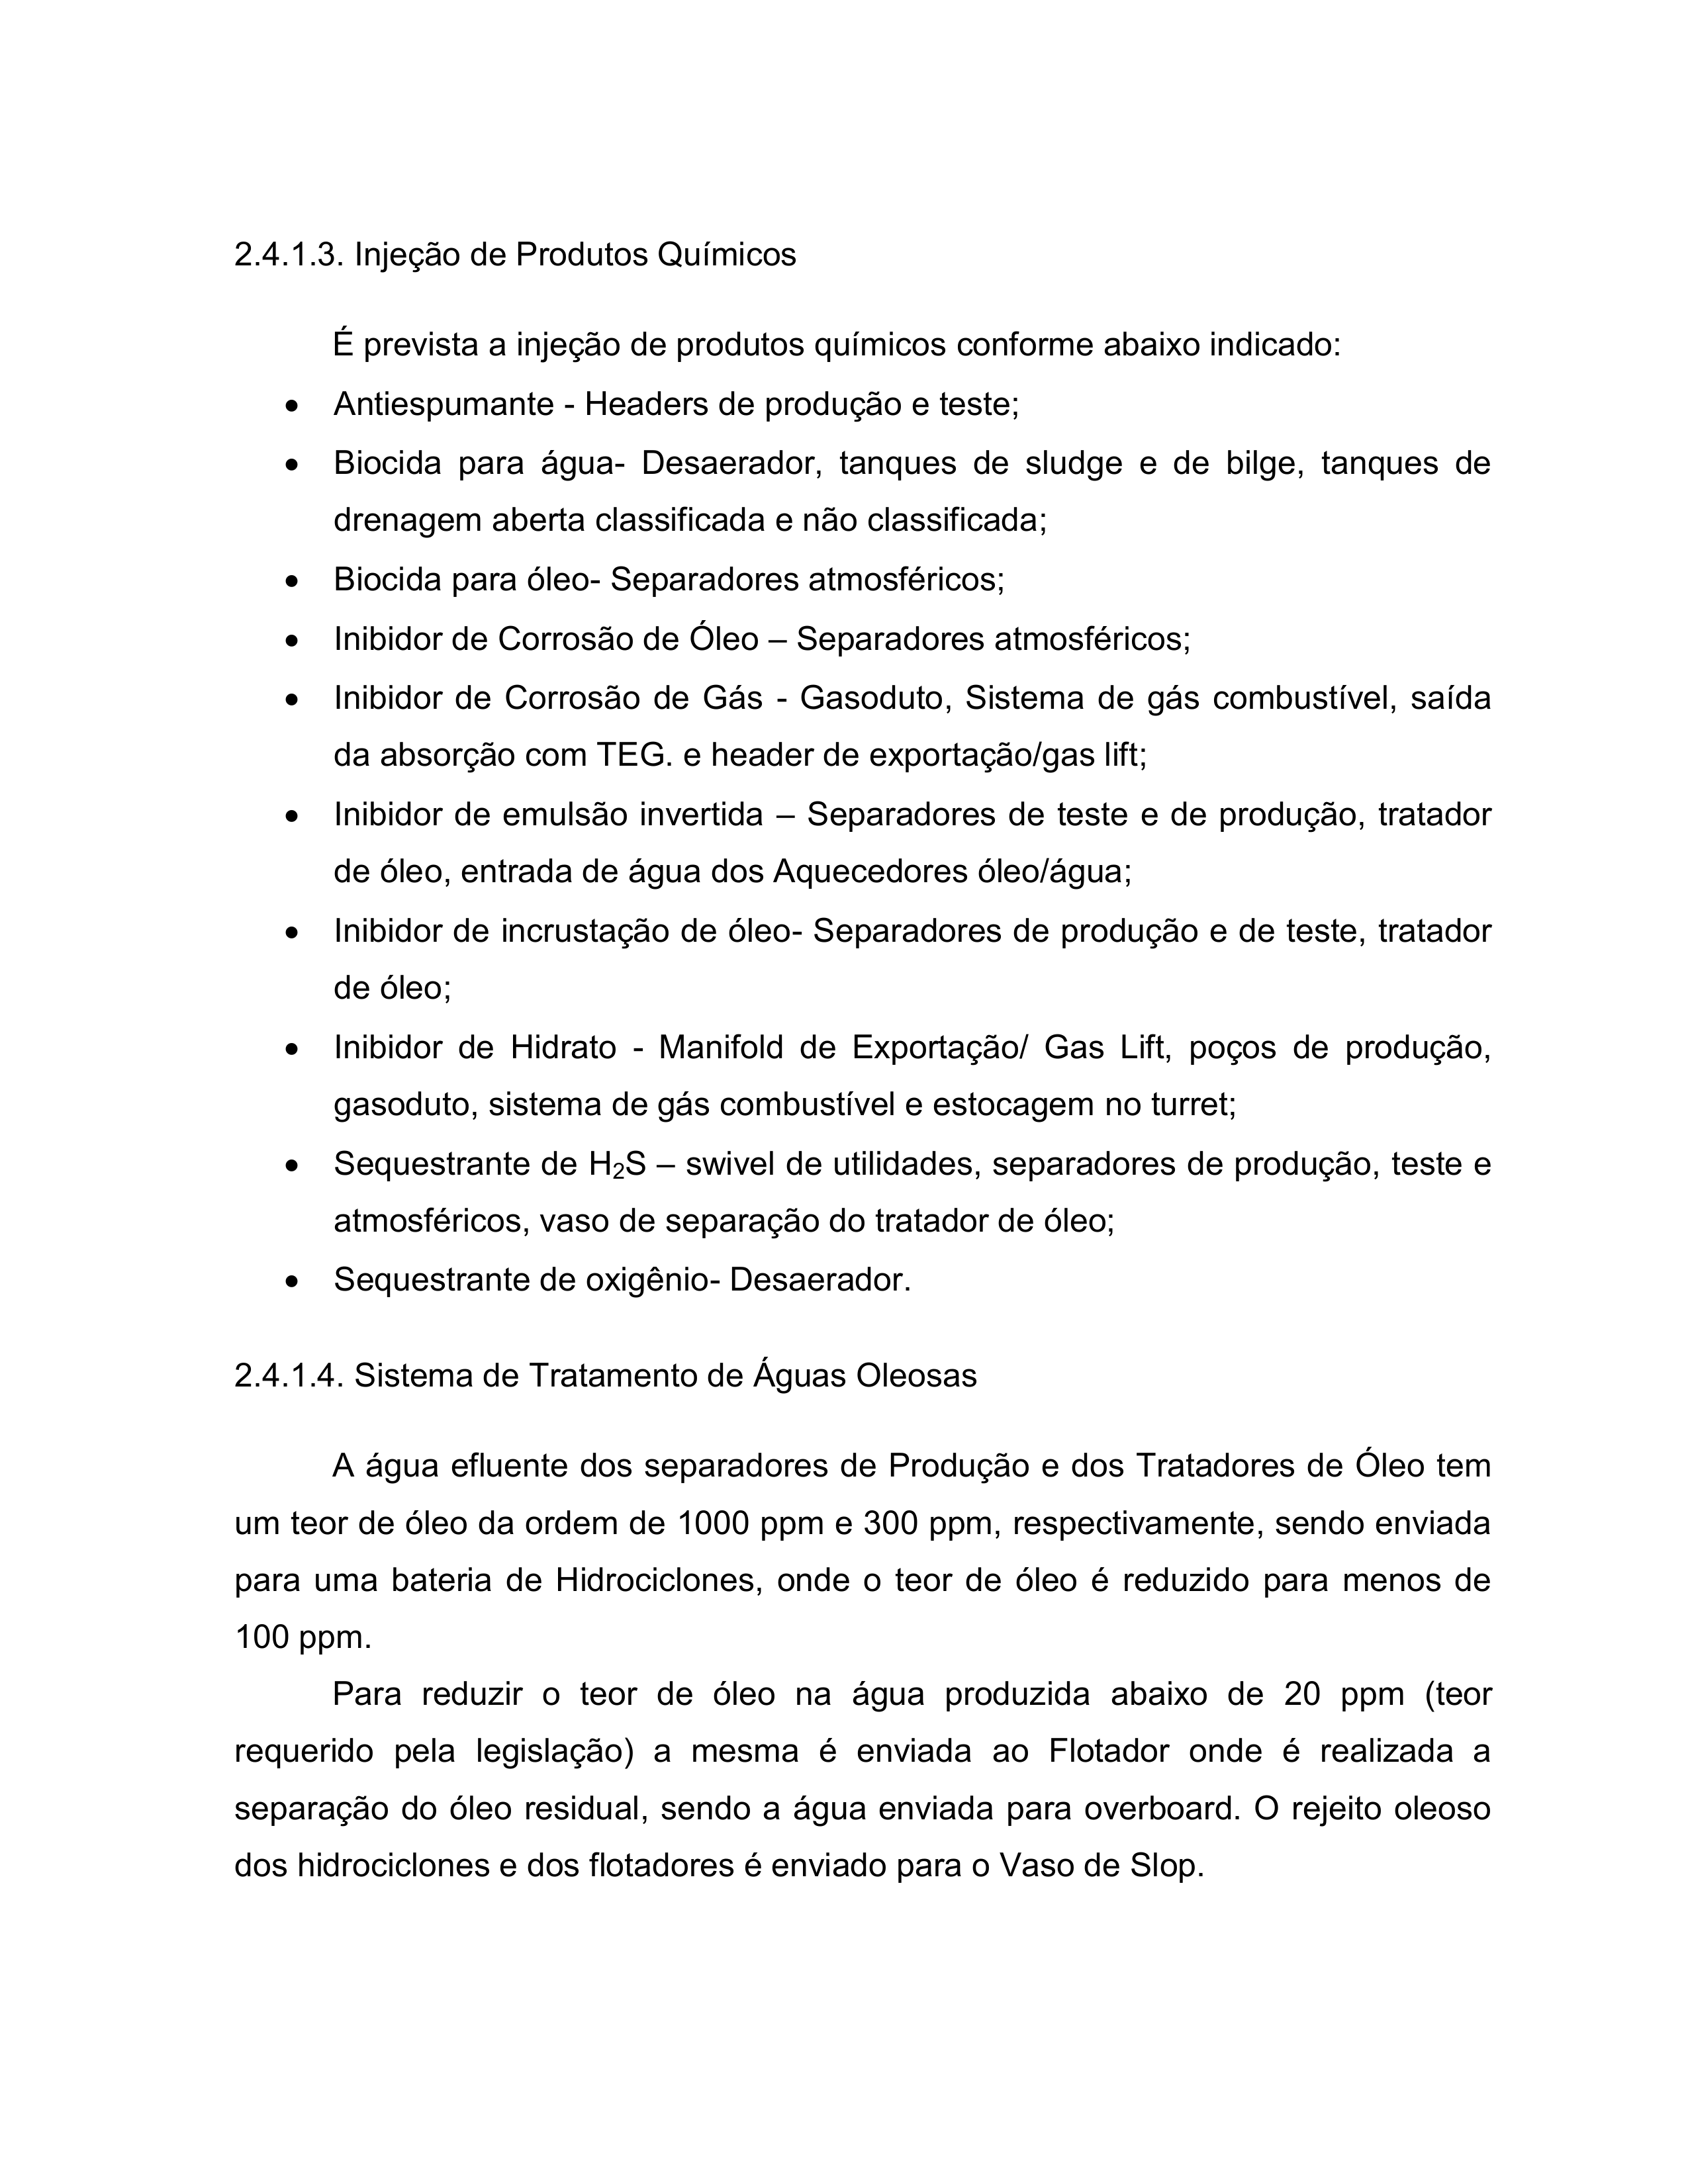 2.4.1.3. Injeção de Produtos Químicos
É prevista a injeção de produtos químicos conforme abaixo indicado:
• Antiespumante - Headers de produção e teste;
• Biocida para água- Desaerador, tanques de sludge e de bilge, tanques de
drenagem aberta classificada e não classificada;
• Biocida para óleo- Separadores atmosféricos;
• Inibidor de Corrosão de Óleo – Separadores atmosféricos;
• Inibidor de Corrosão de Gás - Gasoduto, Sistema de gás combustível, saída
da absorção com TEG. e header de exportação/gas lift;
• Inibidor de emulsão invertida – Separadores de teste e de produção, tratador
de óleo, entrada de água dos Aquecedores óleo/água;
• Inibidor de incrustação de óleo- Separadores de produção e de teste, tratador
de óleo;
• Inibidor de Hidrato - Manifold de Exportação/ Gas Lift, poços de produção,
gasoduto, sistema de gás combustível e estocagem no turret;
• Sequestrante de H₂S – swivel de utilidades, separadores de produção, teste e
atmosféricos, vaso de separação do tratador de óleo;
• Sequestrante de oxigênio- Desaerador.
2.4.1.4. Sistema de Tratamento de Águas Oleosas
A água efluente dos separadores de Produção e dos Tratadores de Óleo tem
um teor de óleo da ordem de 1000 ppm e 300 ppm, respectivamente, sendo enviada
para uma bateria de Hidrociclones, onde o teor de óleo é reduzido para menos de
100 ppm.
Para reduzir o teor de óleo na água produzida abaixo de 20 ppm (teor
requerido pela legislação) a mesma é enviada ao Flotador onde é realizada a
separação do óleo residual, sendo a água enviada para overboard. O rejeito oleoso
dos hidrociclones e dos flotadores é enviado para o Vaso de Slop.